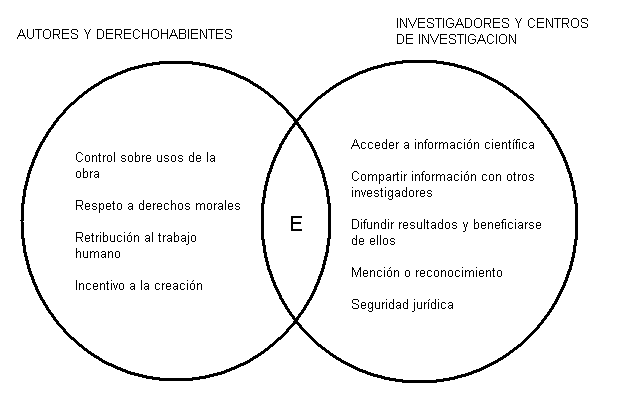 AUTORES Y DERECHOHABIENTES
INVESTIGADORES Y CENTROS
DE INVESTIGACION
Control sobre usos de la
obra
Respeto a derechos morales
Retribución al trabajo
humano
Incentivo a la creación
E
Acceder a información científica
Compartir información con otros
investigadores
Difundir resultados y beneficiarse
de ellos
Mención o reconocimiento
Seguridad jurídica